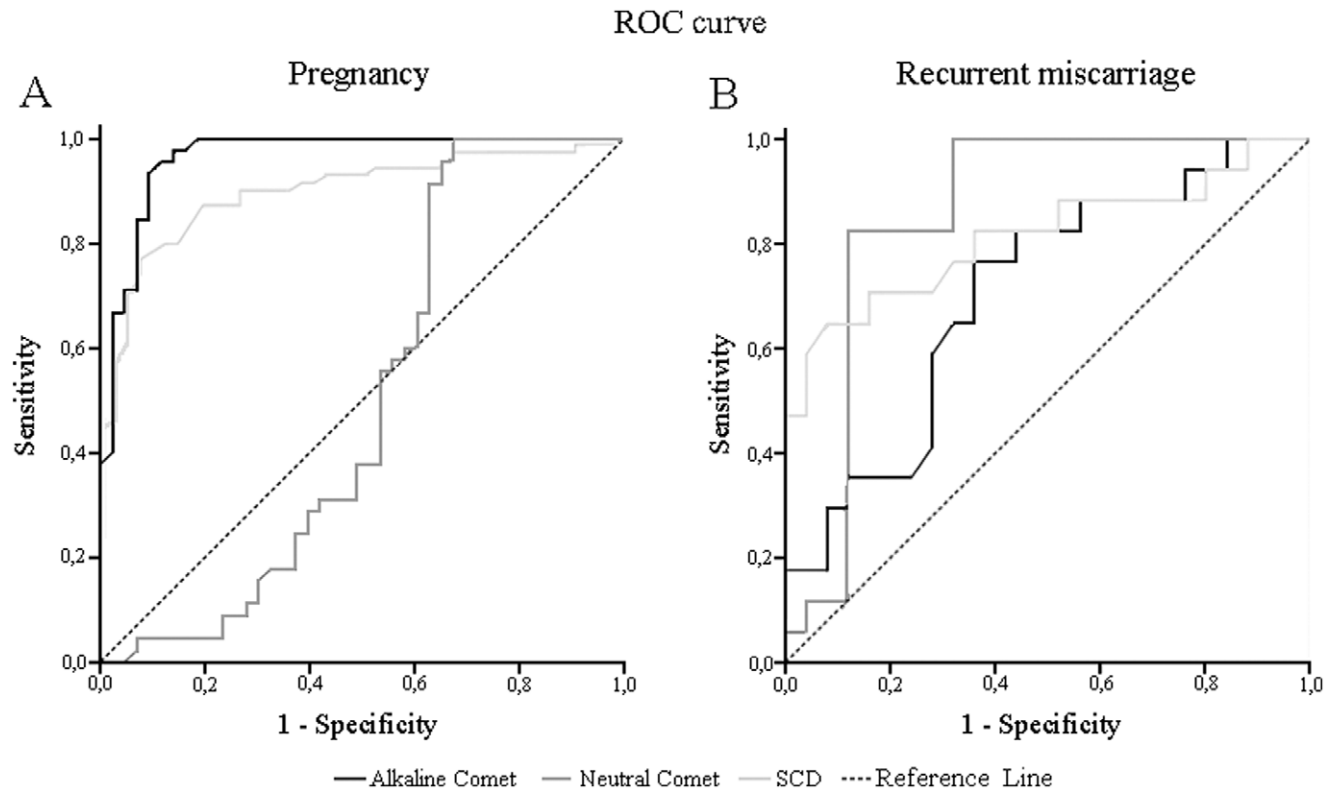 ROC curve
A
Pregnancy
B
Recurrent miscarriage
1,0
0,8
0,6
0,4
0,2
0,0
Sensitivity
0,0 0,2 0,4 0,6 0,8 1,0
1 - Specificity
1,0
0,8
0,6
0,4
0,2
0,0
Sensitivity
0,0 0,2 0,4 0,6 0,8 1,0
1 - Specificity
Alkaline Comet Neutral Comet SCD Reference Line